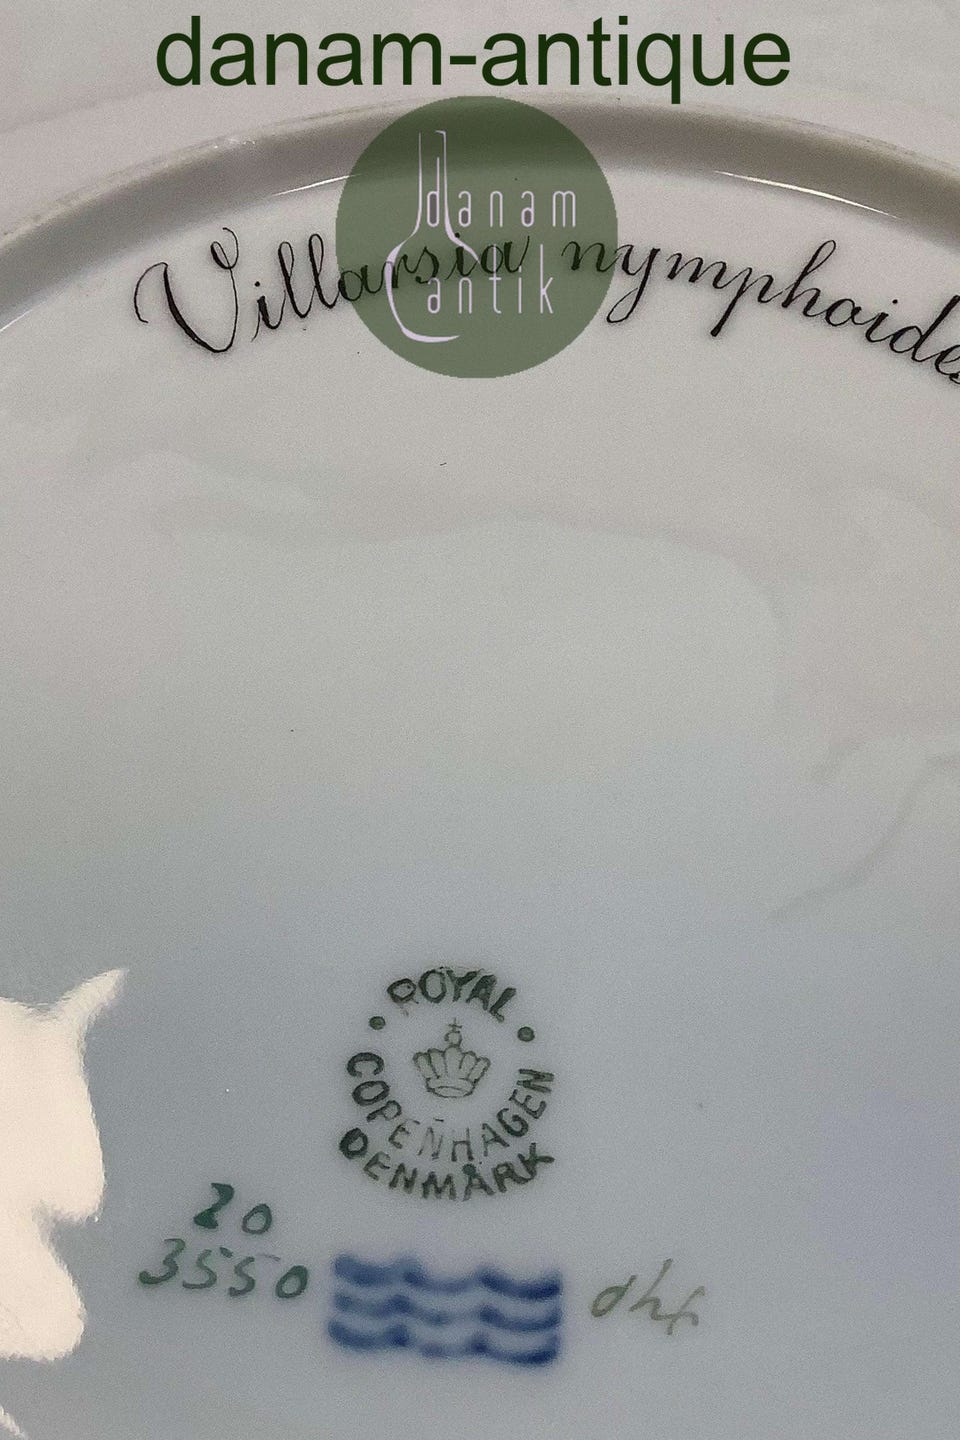 danam-antique
danam
antik
Villarsia nymphoides
ROYAL
COPENHAGEN
DENMARK
20
3550